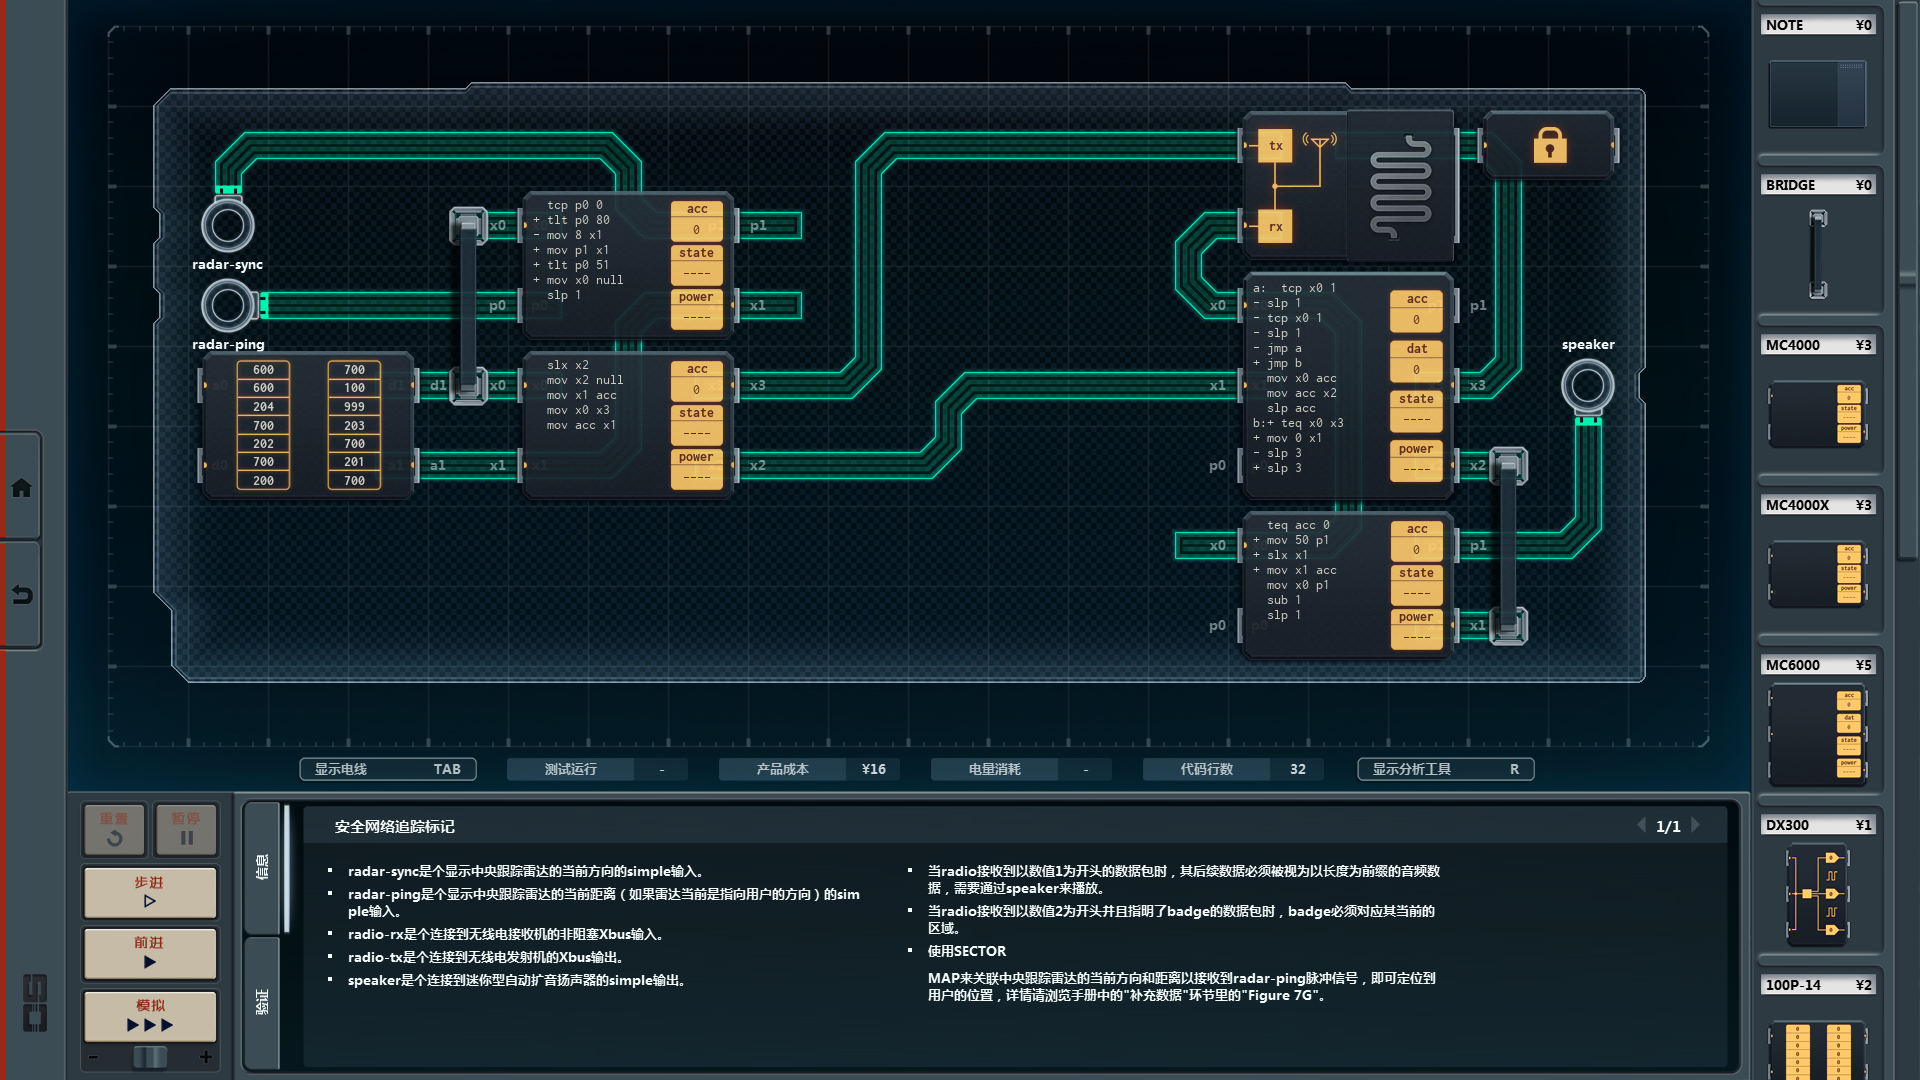 NOTE ¥0
BRIDGE ¥0
MC4000 ¥3
MC4000X ¥3
MC6000 ¥5
DX300 ¥1
100P-14 ¥2
radar-sync
radar-ping
speaker
tcp p0 0
+ tlt p0 80
- mov 8 x1
+ mov p1 x1
+ tlt p0 51
+ mov x0 null
slp 1
acc
0
state
----
power
----
x0
p0
p1
x1
600 700
600 100
204 999
700 203
202 700
700 201
200 700
d1
a1
x0
x1
slx x2
mov x2 null
mov x1 acc
mov x0 x3
mov acc x1
acc
0
state
----
power
----
x3
x2
tx
rx
a: tcp x0 1
- slp 1
- tcp x0 1
- slp 1
- jmp a
+ jmp b
mov x0 acc
mov acc x2
slp acc
b:+ teq x0 x3
+ mov 0 x1
- slp 3
+ slp 3
acc
0
dat
0
state
----
power
----
x0
x1
p0
p1
x3
x2
teq acc 0
+ mov 50 p1
+ slx x1
+ mov x1 acc
mov x0 p1
sub 1
slp 1
acc
0
state
----
power
----
x0
p0
p1
x1
显示电线 TAB
测试运行 -
产品成本 ¥16
电量消耗 -
代码行数 32
显示分析工具 R
重置
暂停
步进
前进
模拟
- +
信息
验证
安全网络追踪标记
1/1
▪ radar-sync是个显示中央跟踪雷达的当前方向的simple输入。
▪ radar-ping是个显示中央跟踪雷达的当前距离（如果雷达当前是指向用户的方向）的sim
ple输入。
▪ radio-rx是个连接到无线电接收机的非阻塞Xbus输入。
▪ radio-tx是个连接到无线电发射机的Xbus输出。
▪ speaker是个连接到迷你型自动扩音扬声器的simple输出。
▪ 当radio接收到以数值1为开头的数据包时，其后续数据必须被视为以长度为前缀的音频数
据，需要通过speaker来播放。
▪ 当radio接收到以数值2为开头并且指明了badge的数据包时，badge必须对应其当前的
区域。
▪ 使用SECTOR
MAP来关联中央跟踪雷达的当前方向和距离以接收到radar-ping脉冲信号，即可定位到
用户的位置，详情请浏览手册中的"补充数据"环节里的"Figure 7G"。